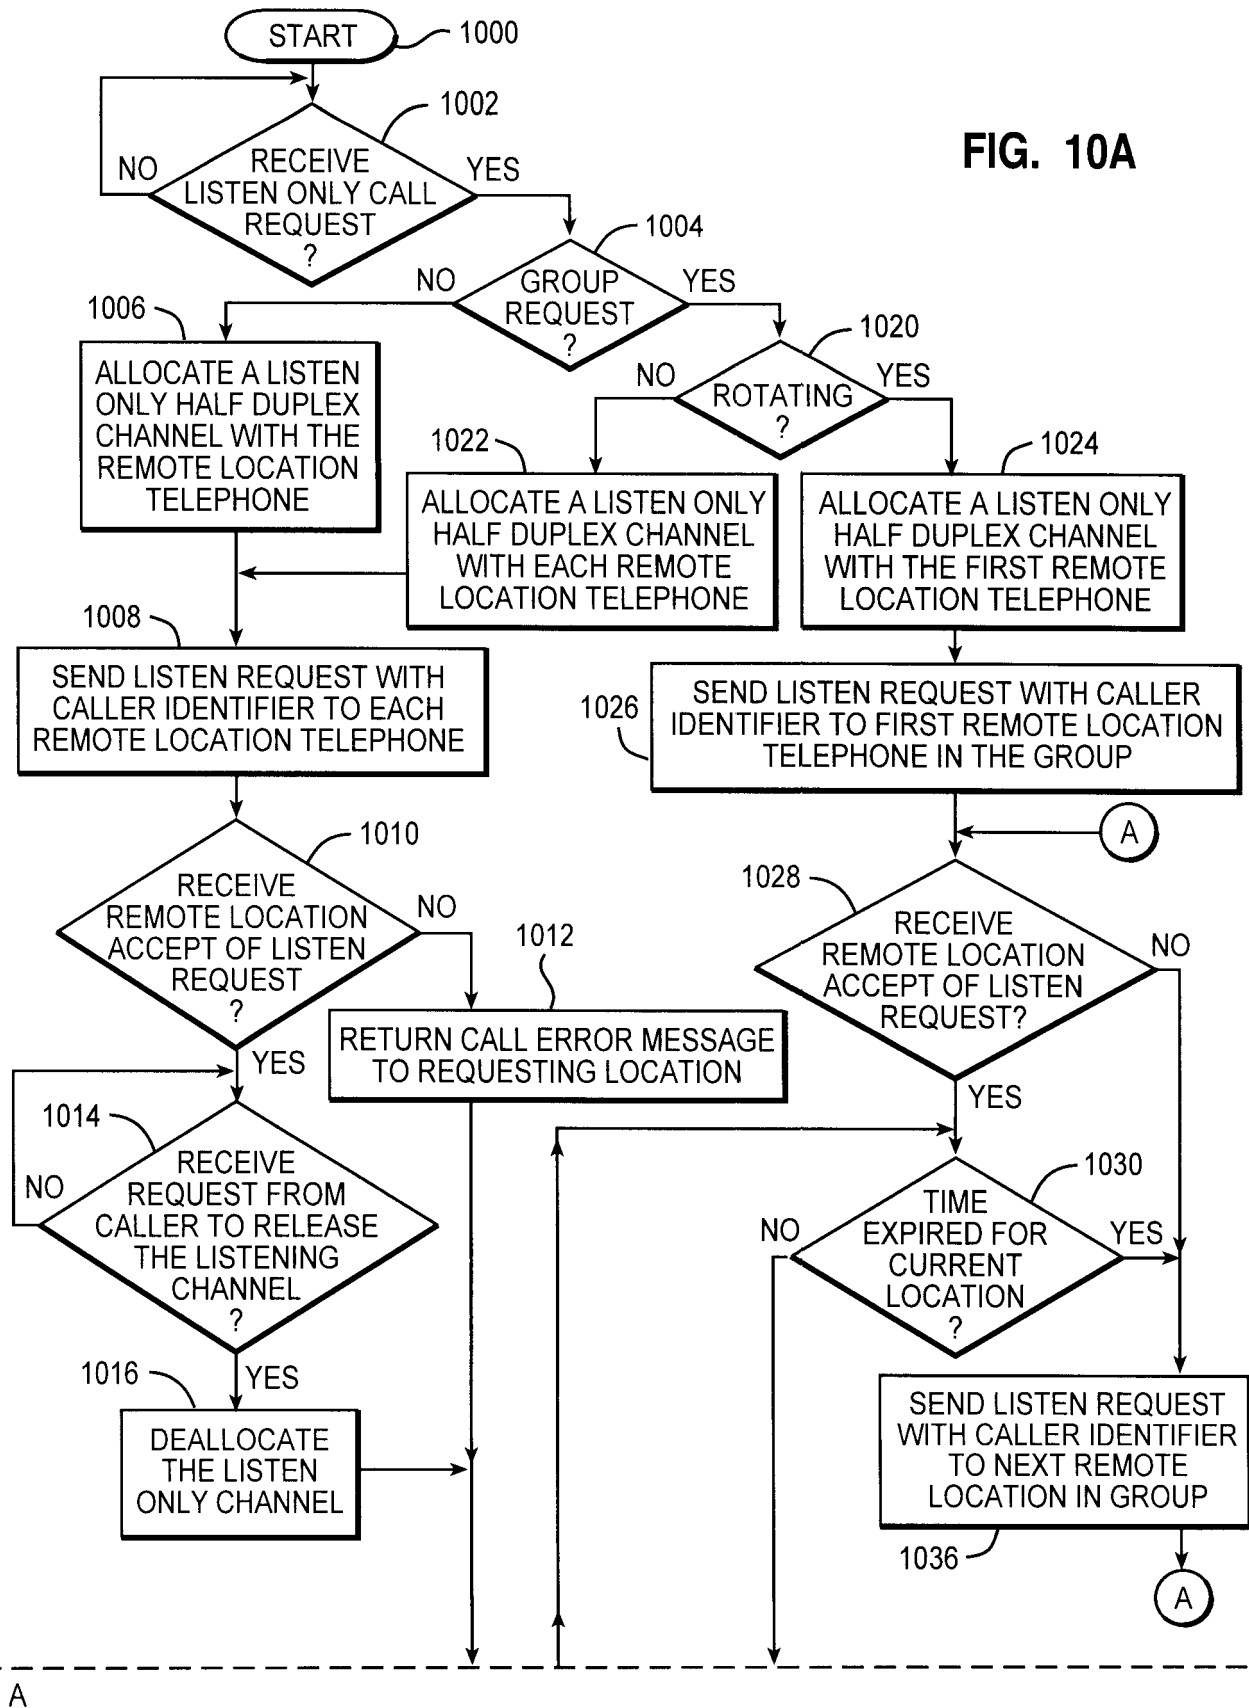 START
1000
1002
FIG. 10A
RECEIVE
LISTEN ONLY CALL
REQUEST
?
NO
YES
1004
GROUP
REQUEST
?
NO
YES
1006
ALLOCATE A LISTEN
ONLY HALF DUPLEX
CHANNEL WITH THE
REMOTE LOCATION
TELEPHONE
1020
ROTATING
?
NO
YES
1022
ALLOCATE A LISTEN ONLY
HALF DUPLEX CHANNEL
WITH EACH REMOTE
LOCATION TELEPHONE
1024
ALLOCATE A LISTEN ONLY
HALF DUPLEX CHANNEL
WITH THE FIRST REMOTE
LOCATION TELEPHONE
1008
SEND LISTEN REQUEST WITH
CALLER IDENTIFIER TO EACH
REMOTE LOCATION TELEPHONE
1026
SEND LISTEN REQUEST WITH CALLER
IDENTIFIER TO FIRST REMOTE LOCATION
TELEPHONE IN THE GROUP
A
1010
RECEIVE
REMOTE LOCATION
ACCEPT OF LISTEN
REQUEST
?
NO
YES
1012
RETURN CALL ERROR MESSAGE
TO REQUESTING LOCATION
1028
RECEIVE
REMOTE LOCATION
ACCEPT OF LISTEN
REQUEST?
NO
YES
1014
RECEIVE
REQUEST FROM
CALLER TO RELEASE
THE LISTENING
CHANNEL
?
NO
YES
1030
TIME
EXPIRED FOR
CURRENT
LOCATION
?
NO
YES
1016
DEALLOCATE
THE LISTEN
ONLY CHANNEL
SEND LISTEN REQUEST
WITH CALLER IDENTIFIER
TO NEXT REMOTE
LOCATION IN GROUP
1036
A
A